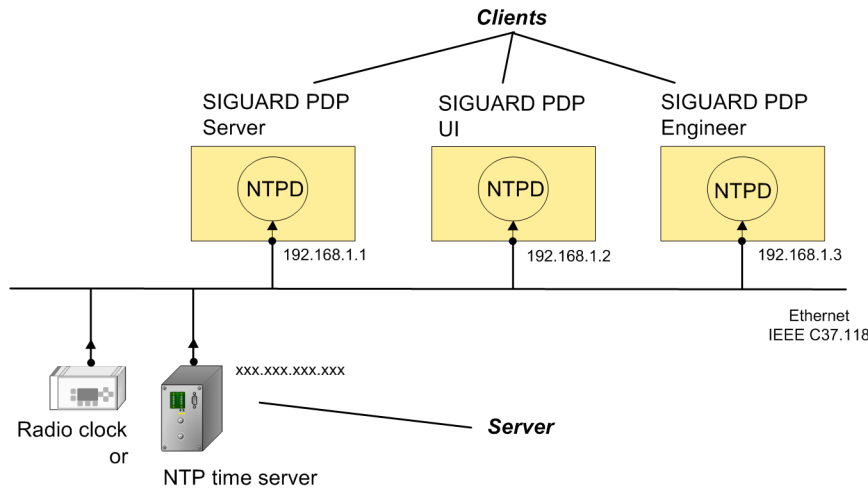 Clients
SIGUARD PDP
Server
SIGUARD PDP
UI
SIGUARD PDP
Engineer
NTPD
NTPD
NTPD
192.168.1.1
192.168.1.2
192.168.1.3
Ethernet
IEEE C37.118
xxx.xxx.xxx.xxx
Radio clock
or
Server
NTP time server